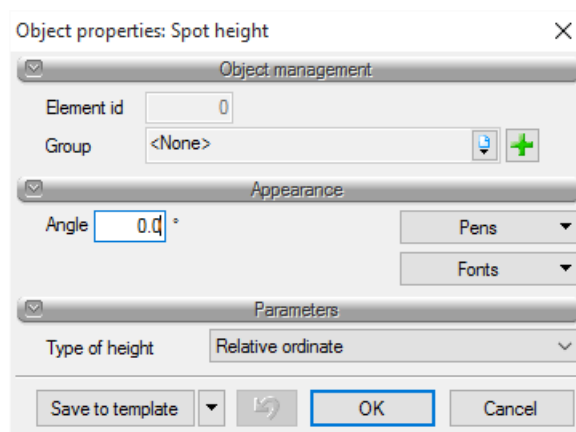 Object properties: Spot height
Object management
Element id 0
Group <None>
Appearance
Angle 0.0 °
Pens
Fonts
Parameters
Type of height Relative ordinate
Save to template OK Cancel